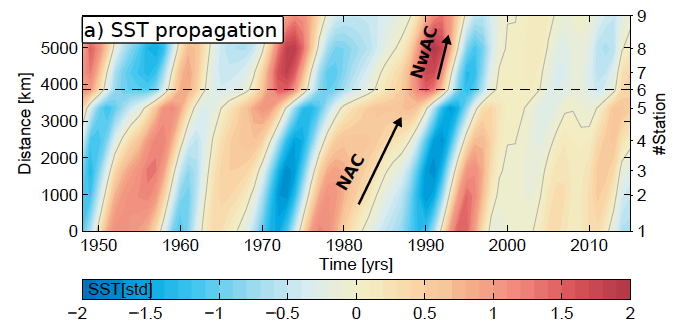 a) SST propagation
NwAC
NAC
Distance [km]
5000
4000
3000
2000
1000
0
9
8
7
6
5
4
3
2
1
#Station
1950 1960 1970 1980 1990 2000 2010
Time [yrs]
SST[std]
−2 −1.5 −1 −0.5 0 0.5 1 1.5 2